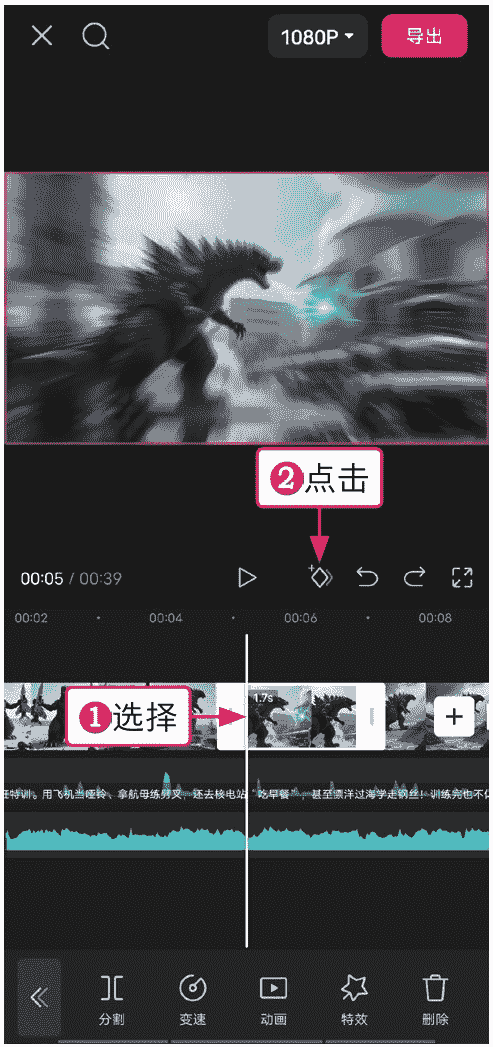 1080P
导出
❷点击
00:05 / 00:39
00:02
00:04
00:06
00:08
❶选择
1.7s
王特训。用飞机当哑铃、拿航母练劈叉，还去核电站“吃早餐”，甚至漂洋过海学走钢丝！训练完也不
分割
变速
动画
特效
删除